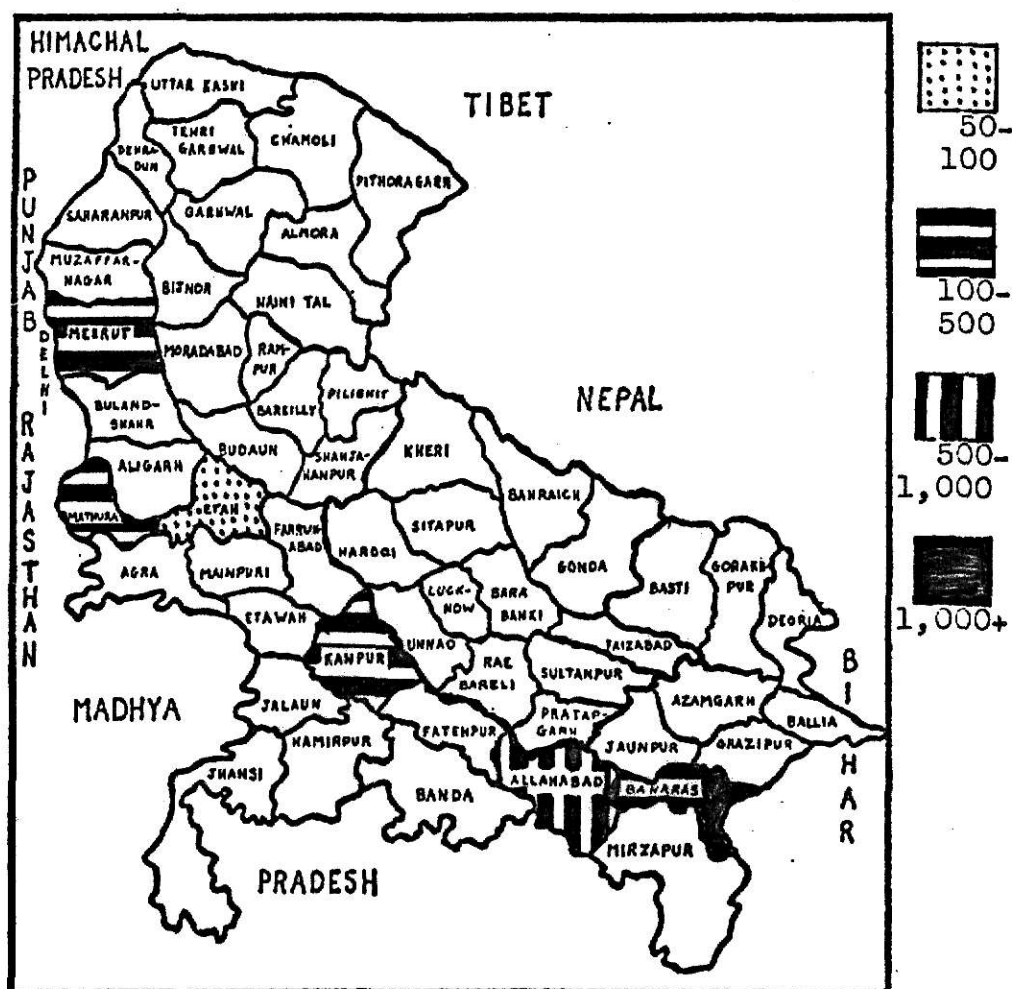 HIMACHAL
PRADESH
TIBET
UTTAR KASHI
TEHRI
GARHWAL
CHAMOLI
DEHRA
DUN
PITHORAGARH
SAHARANPUR
GARHWAL
ALMORA
PUNJAB
MUZAFFAR-
NAGAR
BIJNOR
NAINI TAL
MEERUT
DELHI
MORADABAD
RAM-
PUR
PILIBHIT
BULAND-
SHAHR
BAREILLY
NEPAL
BUDAUN
SHAHJA-
HANPUR
KHERI
ALIGARH
RAJASTHAN
BAHRAICH
MATHURA
ETAH
FARRUK-
ABAD
HARDOI
SITAPUR
GONDA
BASTI
GORAKH
PUR
DEORIA
AGRA
MAINPURI
LUCK-
NOW
BARA
BANKI
ETAWAH
KANPUR
UNNAO
RAE
BARELI
SULTANPUR
FAIZABAD
BIHAR
MADHYA
JALAUN
HAMIRPUR
FATEHPUR
PRATAP-
GARH
AZAMGARH
BALLIA
JAUNPUR
GHAZIPUR
JHANSI
BANDA
ALLAHABAD
BANARAS
MIRZAPUR
PRADESH
50-
100
100-
500
500-
1,000
1,000+